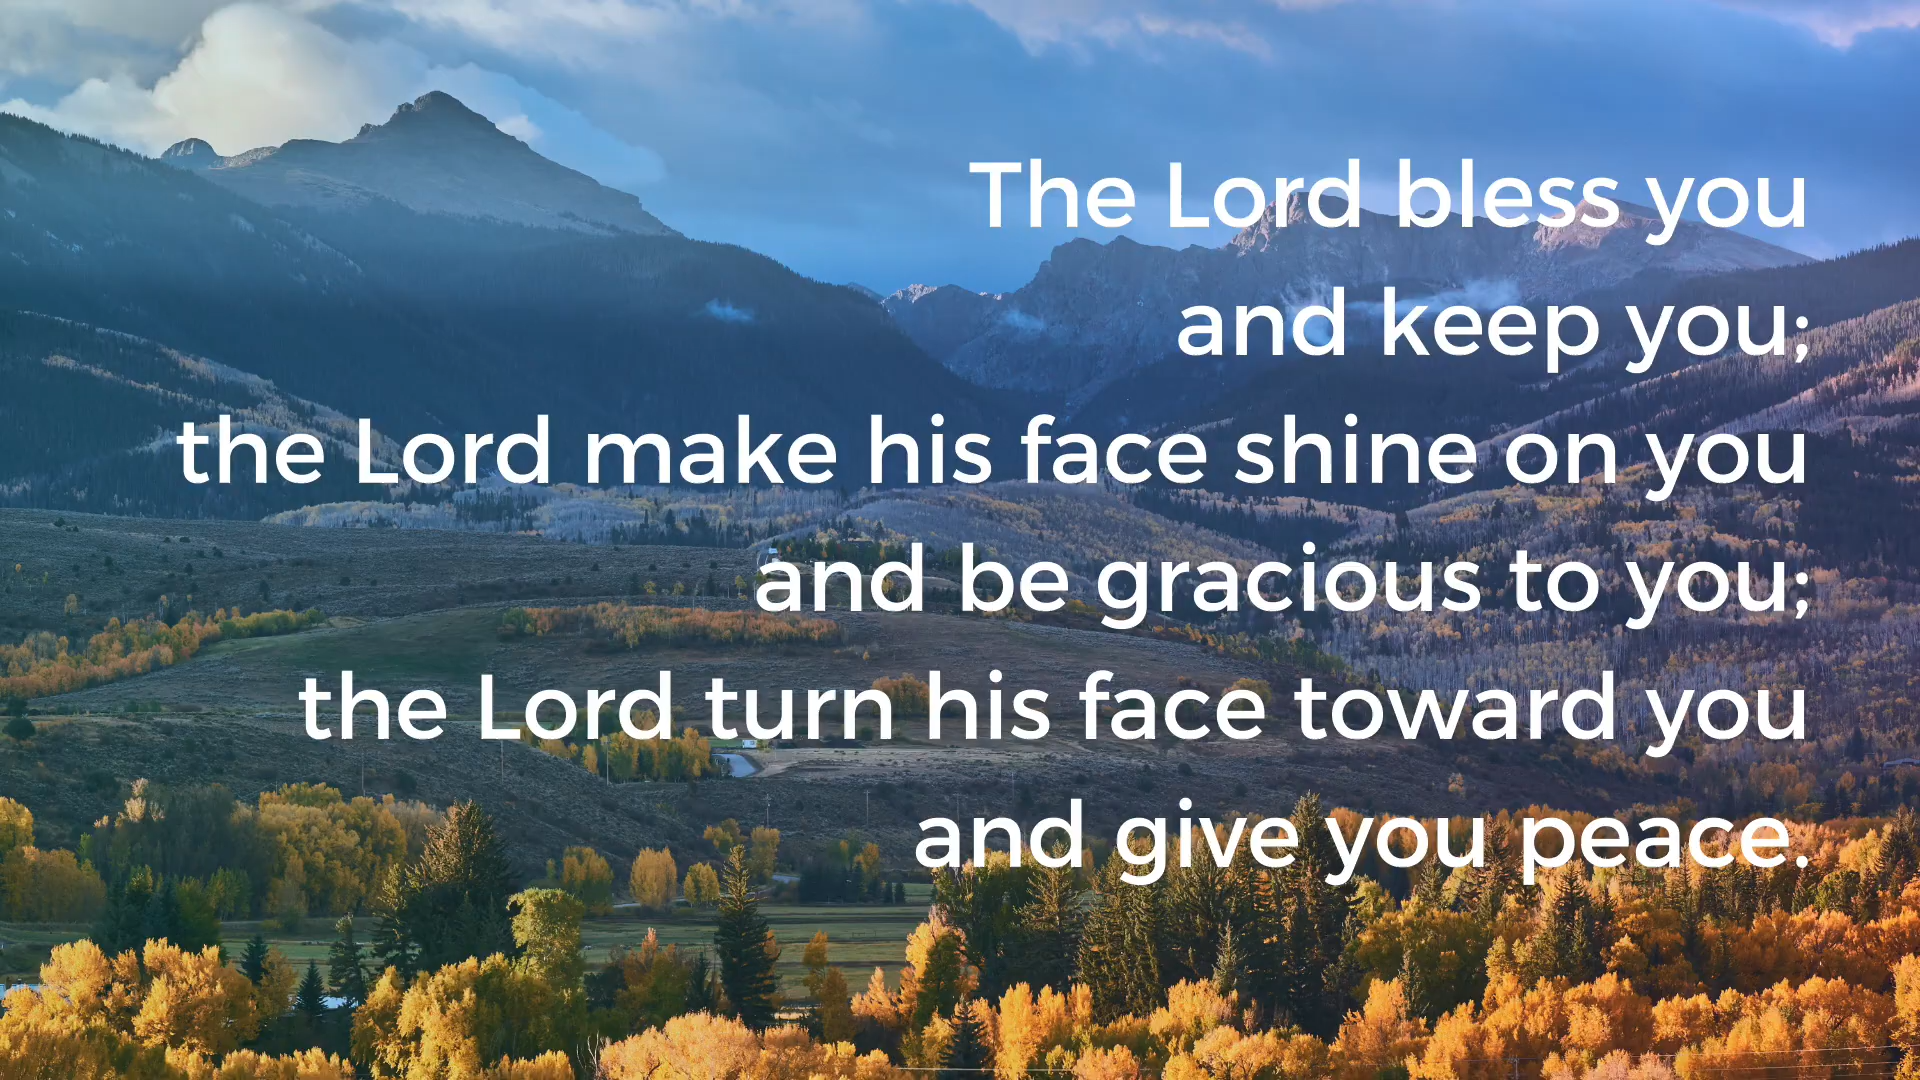 The Lord bless you
and keep you;
the Lord make his face shine on you
and be gracious to you;
the Lord turn his face toward you
and give you peace.